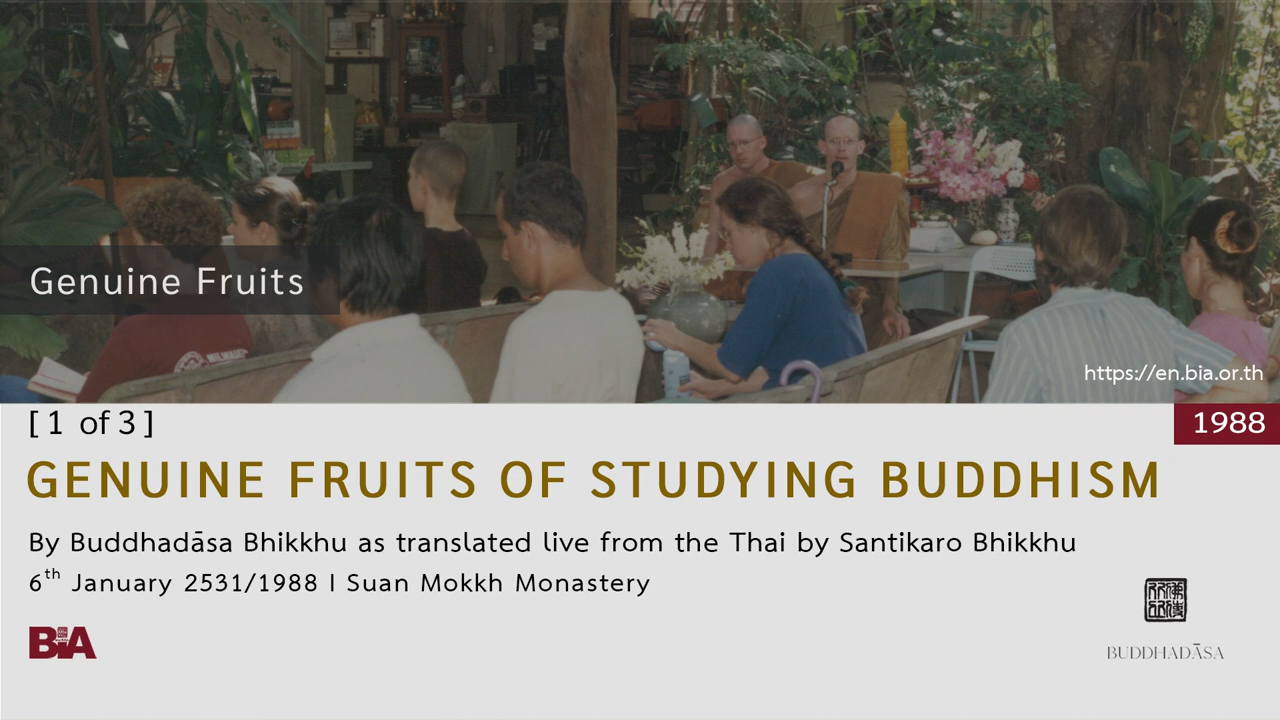 Genuine Fruits
https://en.bia.or.th
[ 1 of 3 ]
1988
GENUINE FRUITS OF STUDYING BUDDHISM
By Buddhadāsa Bhikkhu as translated live from the Thai by Santikaro Bhikkhu
6th January 2531/1988 I Suan Mokkh Monastery
BIA
BUDDHADĀSA